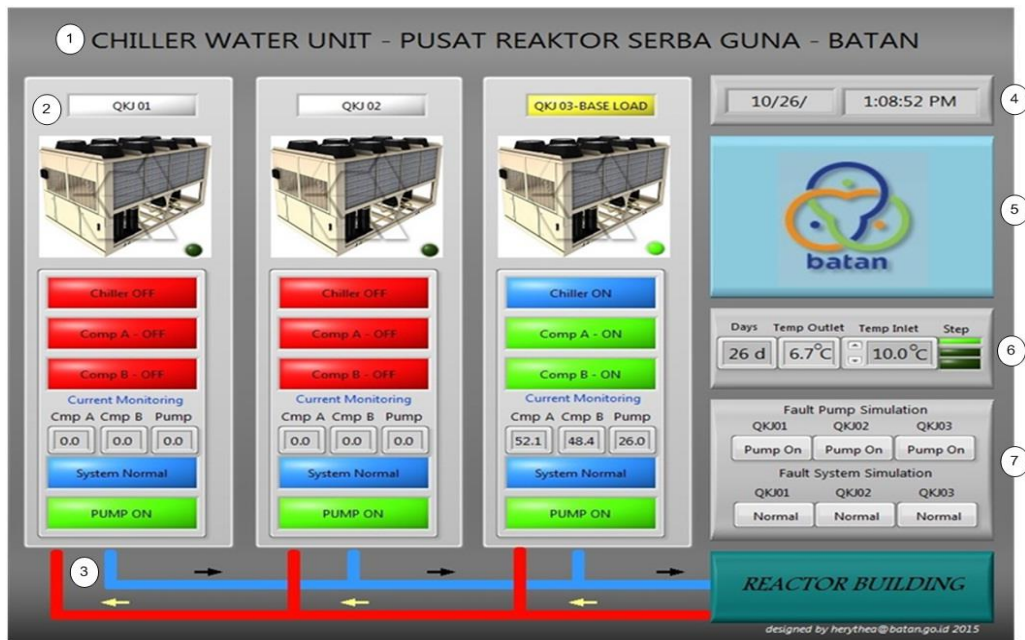 1 CHILLER WATER UNIT - PUSAT REAKTOR SERBA GUNA - BATAN
2 QKJ 01
Chiller OFF
Comp A - OFF
Comp B - OFF
Current Monitoring
Cmp A Cmp B Pump
0.0 0.0 0.0
System Normal
PUMP ON
QKJ 02
Chiller OFF
Comp A - OFF
Comp B - OFF
Current Monitoring
Cmp A Cmp B Pump
0.0 0.0 0.0
System Normal
PUMP ON
QKJ 03-BASE LOAD
Chiller ON
Comp A - ON
Comp B - ON
Current Monitoring
Cmp A Cmp B Pump
52.1 48.4 26.0
System Normal
PUMP ON
3
10/26/ 1:08:52 PM 4
batan
5
Days Temp Outlet Temp Inlet Step
26 d 6.7°C 10.0°C 6
Fault Pump Simulation
QKJ01 QKJ02 QKJ03
Pump On Pump On Pump On
7
Fault System Simulation
QKJ01 QKJ02 QKJ03
Normal Normal Normal
REACTOR BUILDING
designed by herythea@batan.go.id 2015